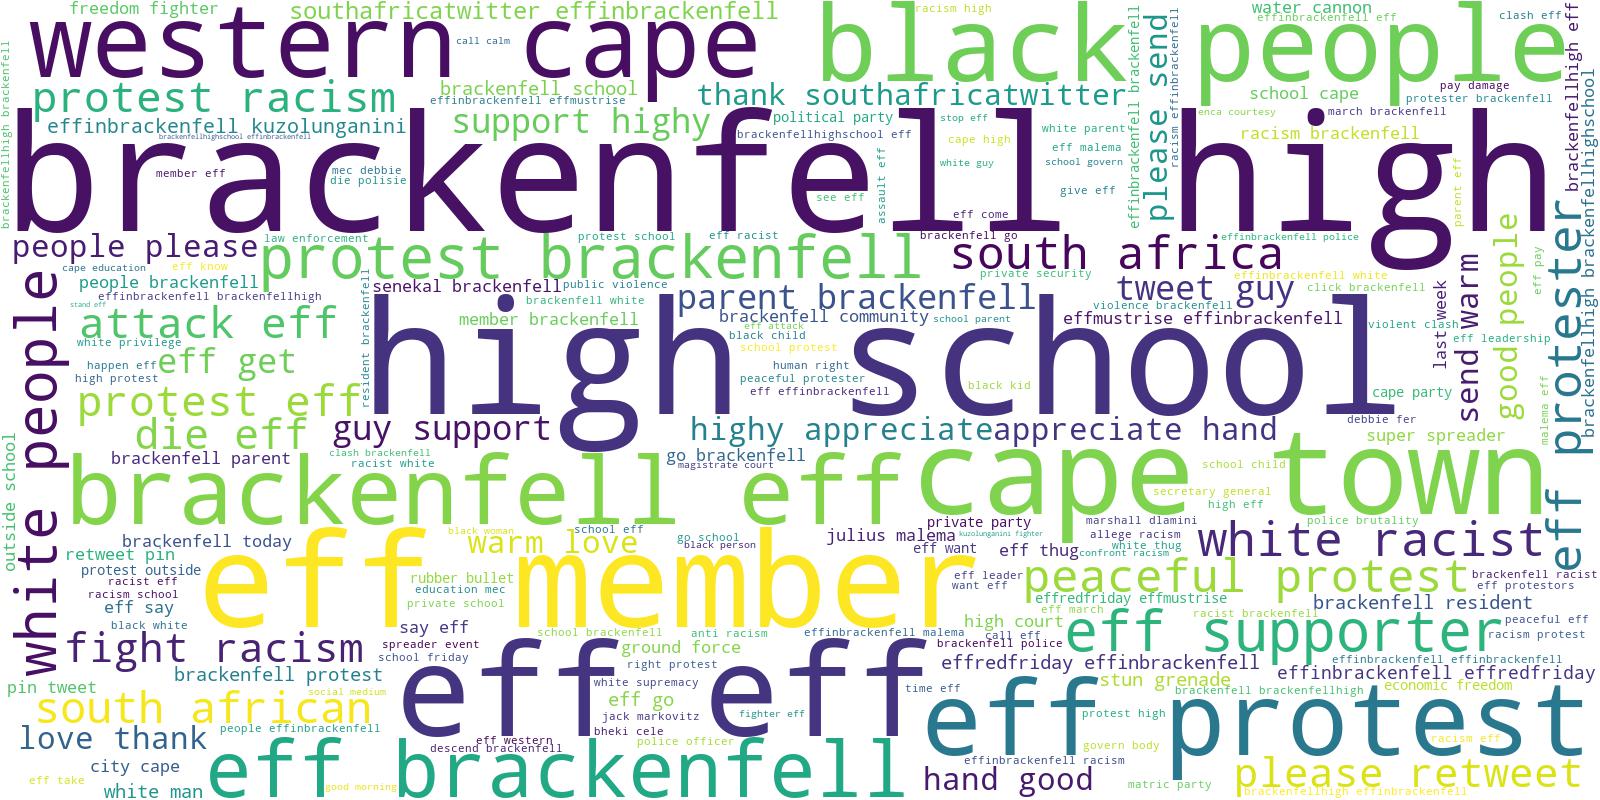 freedom fighter
southafricatwitter effinbrackenfell
racism high
water cannon
effinbrackenfell eff
clash eff
western cape
call calm
black people
please send
racism effinbrackenfell
effinbrackenfell brackenfell
brackenfellhigh eff
brackenfellhigh brackenfell
protest racism
brackenfell school
effinbrackenfell effmustrise
thank southafricatwitter
school cape
pay damage
protester brackenfell
enca courtesy
march brackenfell
effinbrackenfell kuzolunganini
brackenfellhighschool effinbrackenfell
support highy
political party
stop eff
brackenfellhighschool eff
cape high
white parent
eff malema
racism brackenfell
brackenfell high
member eff
mec debbie
die polisie
white guy
school govern
assault eff
see eff
give eff
eff come
parent eff
brackenfellhigh brackenfellhighschool
people please
law enforcement
protest school
eff racist
brackenfell go
effinbrackenfell police
protest brackenfell
south africa
cape education
eff know
people brackenfell
effinbrackenfell brackenfellhigh
stand eff
senekal brackenfell
public violence
private security
effinbrackenfell white
tweet guy
click brackenfell
eff pay
good people
send warm
last week
eff protester
white people
attack eff
white privilege
resident brackenfell
brackenfell white
parent brackenfell
violence brackenfell
member brackenfell
brackenfell community
school parent
effmustrise effinbrackenfell
violent clash
eff leadership
eff attack
black child
school protest
happen eff
eff get
high protest
high school
human right
peaceful protester
eff effinbrackenfell
black kid
cape party
malema eff
protest eff
debbie fer
die eff
guy support
highy appreciate
appreciate hand
super spreader
outside school
brackenfell parent
clash brackenfell
racist white
go brackenfell
magistrate court
school child
brackenfell eff
cape town
secretary general
high eff
private party
marshall dlamini
police brutality
brackenfell today
black woman
school eff
go school
julius malema
kuzolunganini fighter
allege racism
white racist
retweet pin
warm love
black person
eff want
eff thug
confront racism
white thug
protest outside
eff member
racist eff
rubber bullet
education mec
eff leader
want eff
peaceful protest
brackenfell racist
eff protestors
racism school
private school
effredfriday effmustrise
brackenfell resident
eff say
eff march
racist brackenfell
peaceful eff
black white
say eff
school brackenfell
anti racism
effinbrackenfell malema
high court
call eff
eff supporter
racism protest
fight racism
spreader event
ground force
brackenfell police
school friday
right protest
effredfriday effinbrackenfell
effinbrackenfell effinbrackenfell
effinbrackenfell effredfriday
brackenfell protest
eff eff
white supremacy
time eff
stun grenade
pin tweet
social medium
eff go
brackenfell brackenfellhigh
economic freedom
south african
jack markovitz
fighter eff
eff protest
protest high
people effinbrackenfell
bheki cele
love thank
eff western
police officer
descend brackenfell
govern body
racism eff
city cape
eff brackenfell
effinbrackenfell racism
eff take
white man
good morning
hand good
matric party
please retweet
brackenfellhigh effinbrackenfell